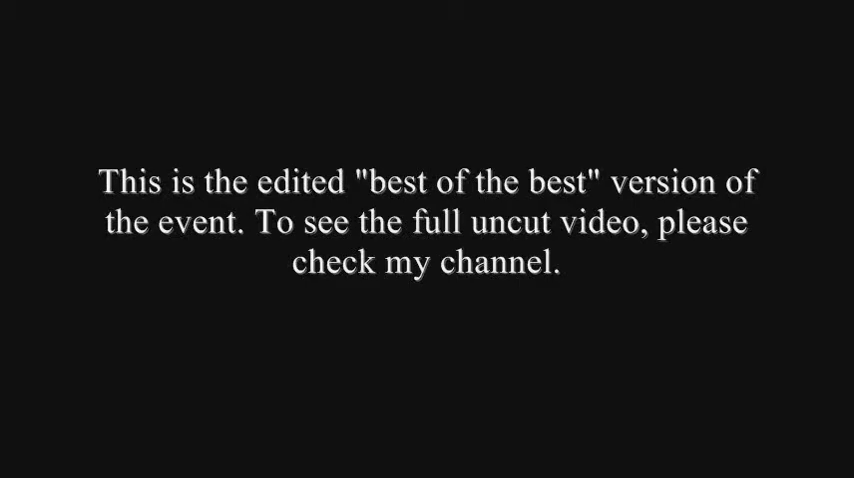 This is the edited "best of the best" version of
the event. To see the full uncut video, please
check my channel.